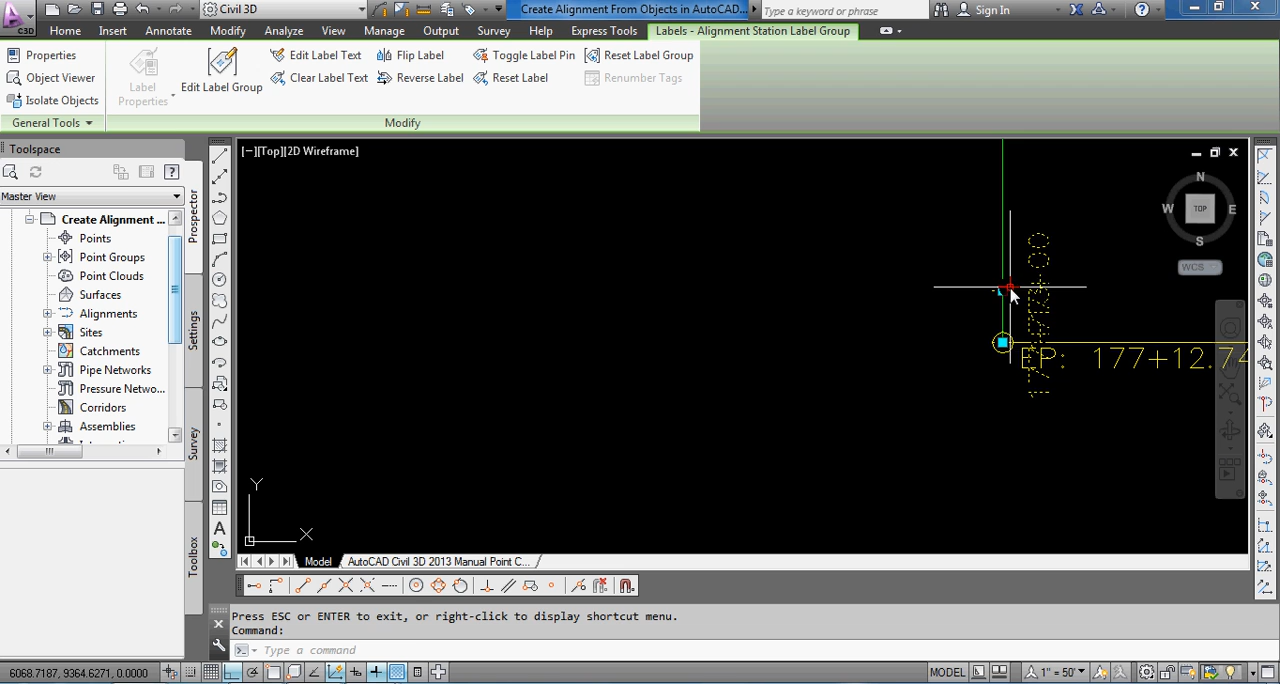 Civil 3D
Create Alignment From Objects in AutoCAD...
Type a keyword or phrase
Sign In
C3D
Home
Insert
Annotate
Modify
Analyze
View
Manage
Output
Survey
Help
Express Tools
Labels - Alignment Station Label Group
Properties
Object Viewer
Isolate Objects
General Tools
Label
Properties
Edit Label Group
Edit Label Text
Clear Label Text
Flip Label
Reverse Label
Toggle Label Pin
Reset Label
Reset Label Group
Renumber Tags
Modify
Toolspace
Master View
Create Alignment ...
Points
Point Groups
Point Clouds
Surfaces
Alignments
Sites
Catchments
Pipe Networks
Pressure Netwo...
Corridors
Assemblies
Prospector
Settings
Survey
Toolbox
[−][Top][2D Wireframe]
N
W
TOP
E
S
WCS
EP: 177+12.74
Y
X
Model
AutoCAD Civil 3D 2013 Manual Point C...
Press ESC or ENTER to exit, or right-click to display shortcut menu.
Command:
Type a command
6068.7187, 9364.6271, 0.0000
MODEL
1" = 50'